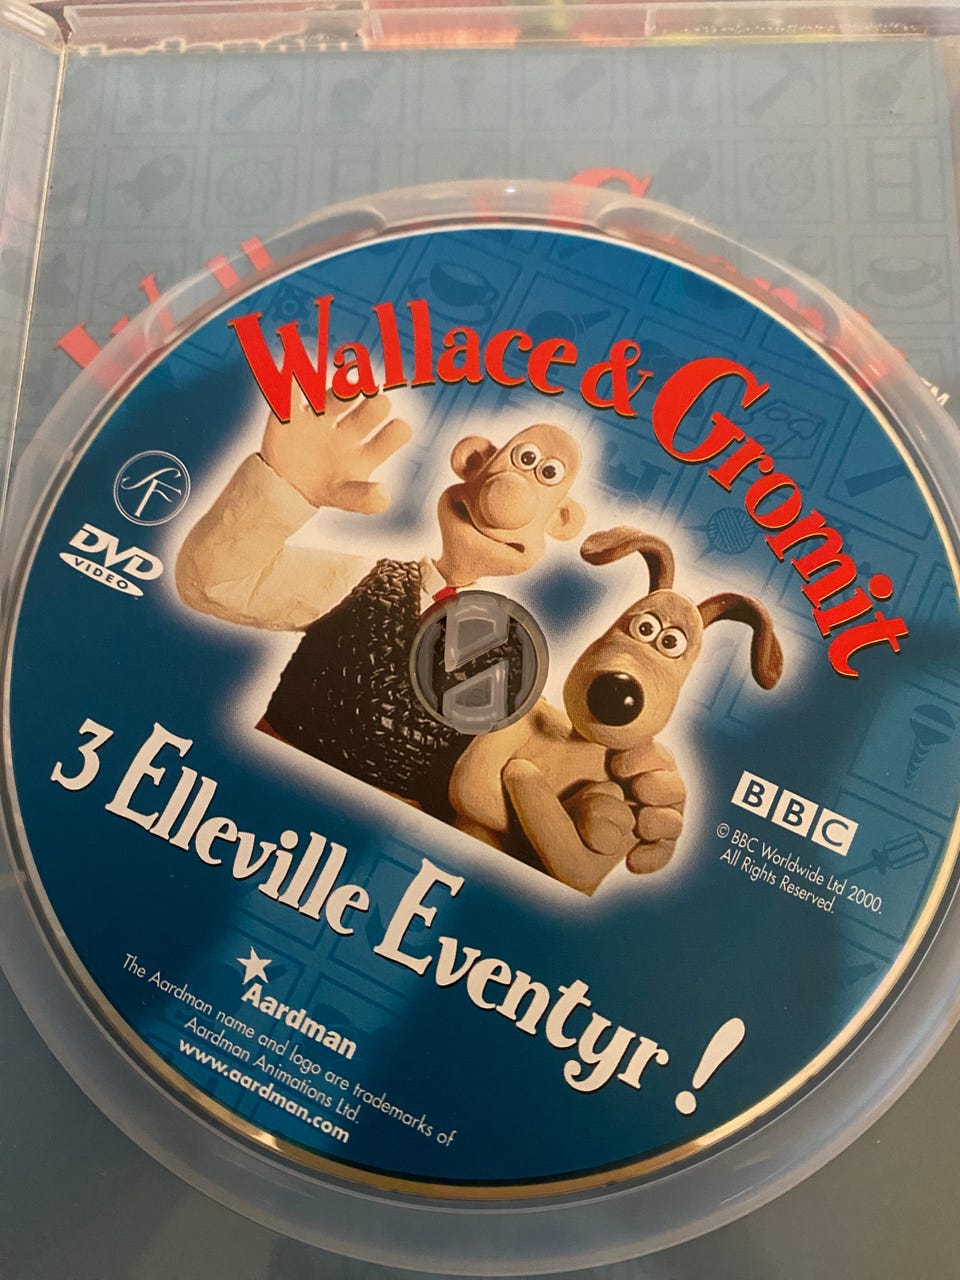 Wallace & Gromit
SF
DVD
VIDEO
3 Elleville Eventyr !
BBC
© BBC Worldwide Ltd 2000.
All Rights Reserved.
Aardman
The Aardman name and logo are trademarks of
Aardman Animations Ltd.
www.aardman.com
TM